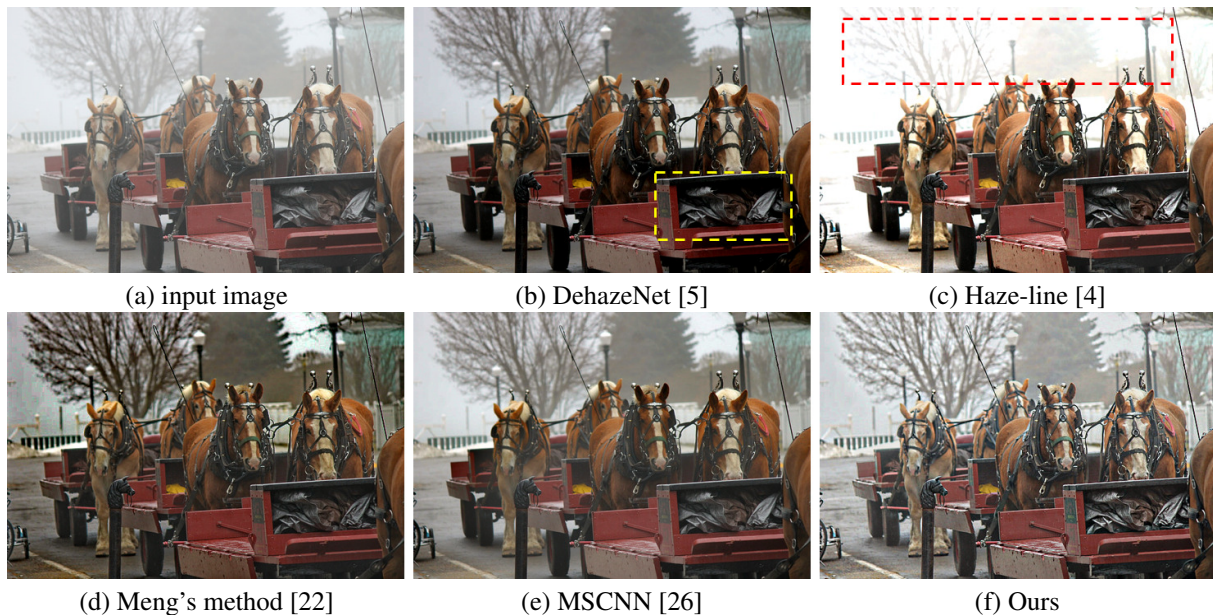 (a) input image
(b) DehazeNet [5]
(c) Haze-line [4]
(d) Meng's method [22]
(e) MSCNN [26]
(f) Ours